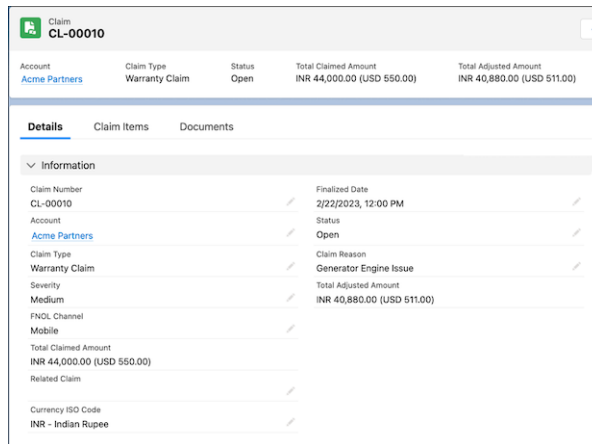 Claim
CL-00010
Account
Claim Type
Status
Total Claimed Amount
Total Adjusted Amount
Acme Partners
Warranty Claim
Open
INR 44,000.00 (USD 550.00)
INR 40,880.00 (USD 511.00)
Details
Claim Items
Documents
Information
Claim Number
CL-00010
Finalized Date
2/22/2023, 12:00 PM
Account
Acme Partners
Status
Open
Claim Type
Warranty Claim
Claim Reason
Generator Engine Issue
Severity
Medium
Total Adjusted Amount
INR 40,880.00 (USD 511.00)
FNOL Channel
Mobile
Total Claimed Amount
INR 44,000.00 (USD 550.00)
Related Claim
Currency ISO Code
INR - Indian Rupee